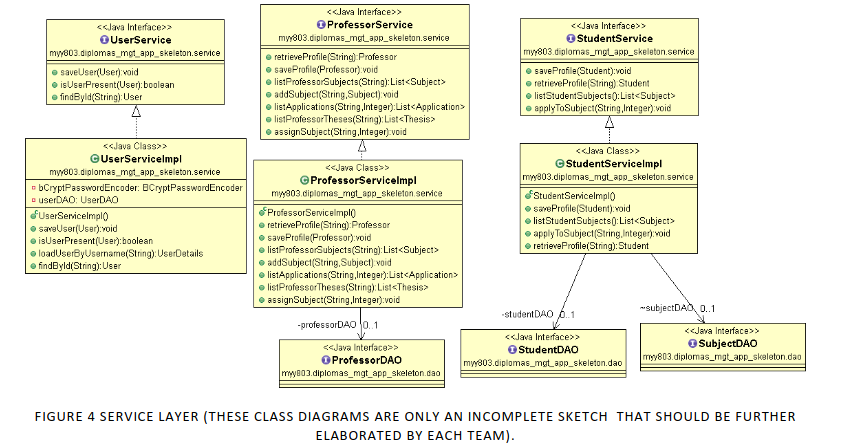 <<Java Interface>>
UserService
myy803.diplomas_mgt_app_skeleton.service
saveUser(User):void
isUserPresent(User):boolean
findById(String):User
<<Java Class>>
UserServiceImpl
myy803.diplomas_mgt_app_skeleton.service
bCryptPasswordEncoder: BCryptPasswordEncoder
userDAO: UserDAO
UserServiceImpl()
saveUser(User):void
isUserPresent(User):boolean
loadUserByUsername(String):UserDetails
findById(String):User
<<Java Interface>>
ProfessorService
myy803.diplomas_mgt_app_skeleton.service
retrieveProfile(String):Professor
saveProfile(Professor):void
listProfessorSubjects(String):List<Subject>
addSubject(String,Subject):void
listApplications(String,Integer):List<Application>
listProfessorTheses(String):List<Thesis>
assignSubject(String,Integer):void
<<Java Class>>
ProfessorServiceImpl
myy803.diplomas_mgt_app_skeleton.service
ProfessorServiceImpl()
retrieveProfile(String):Professor
saveProfile(Professor):void
listProfessorSubjects(String):List<Subject>
addSubject(String,Subject):void
listApplications(String,Integer):List<Application>
listProfessorTheses(String):List<Thesis>
assignSubject(String,Integer):void
-professorDAO 0..1
<<Java Interface>>
ProfessorDAO
myy803.diplomas_mgt_app_skeleton.dao
<<Java Interface>>
StudentService
myy803.diplomas_mgt_app_skeleton.service
saveProfile(Student):void
retrieveProfile(String):Student
listStudentSubjects():List<Subject>
applyToSubject(String,Integer):void
<<Java Class>>
StudentServiceImpl
myy803.diplomas_mgt_app_skeleton.service
StudentServiceImpl()
saveProfile(Student):void
listStudentSubjects():List<Subject>
applyToSubject(String,Integer):void
retrieveProfile(String):Student
-studentDAO 0..1
~subjectDAO 0..1
<<Java Interface>>
StudentDAO
myy803.diplomas_mgt_app_skeleton.dao
<<Java Interface>>
SubjectDAO
myy803.diplomas_mgt_app_skeleton.dao
FIGURE 4 SERVICE LAYER (THESE CLASS DIAGRAMS ARE ONLY AN INCOMPLETE SKETCH THAT SHOULD BE FURTHER
ELABORATED BY EACH TEAM).